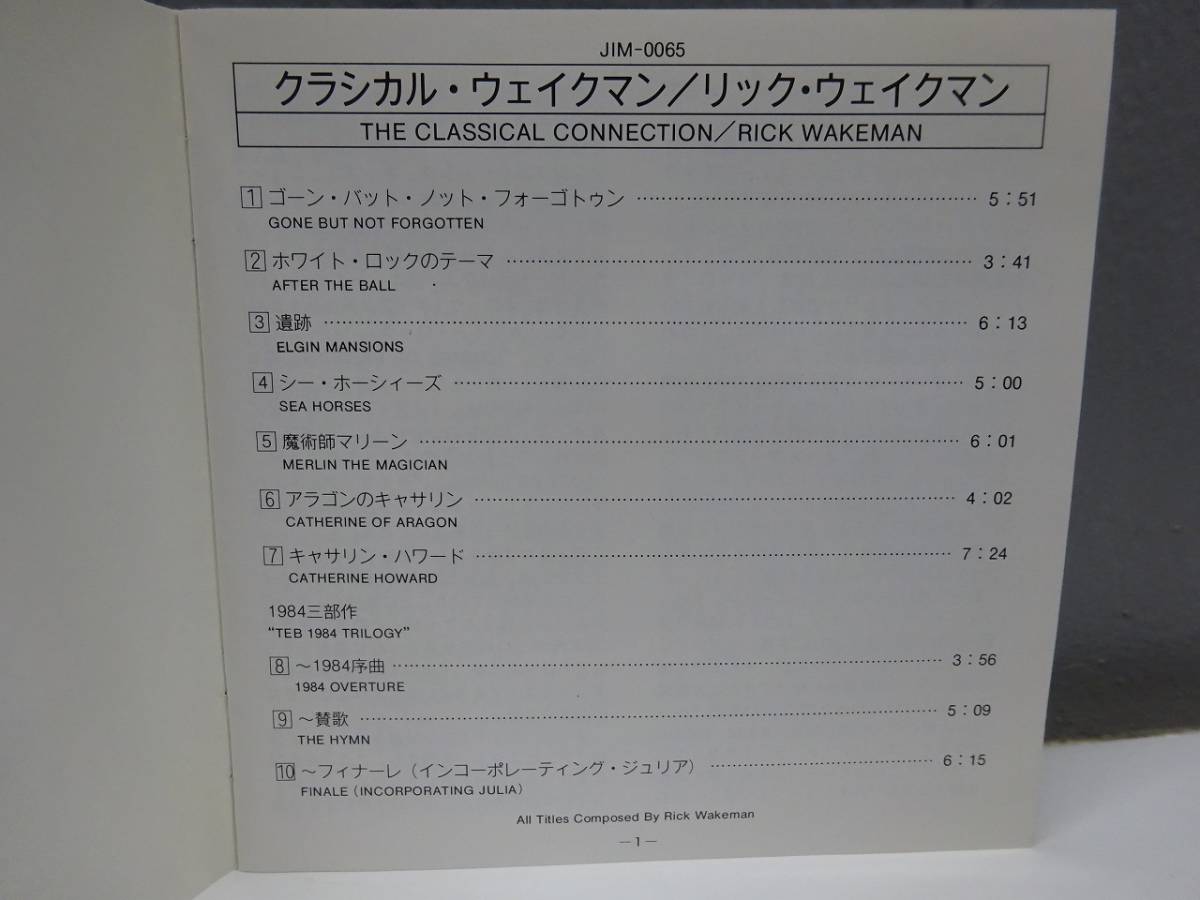 JIM-0065
クラシカル・ウェイクマン/リック・ウェイクマン
THE CLASSICAL CONNECTION/RICK WAKEMAN
1 ゴーン・バット・ノット・フォーゴトゥン ………… 5:51
GONE BUT NOT FORGOTTEN
2 ホワイト・ロックのテーマ ………… 3:41
AFTER THE BALL
3 遺跡 ………… 6:13
ELGIN MANSIONS
4 シー・ホーシィーズ ………… 5:00
SEA HORSES
5 魔術師マリーン ………… 6:01
MERLIN THE MAGICIAN
6 アラゴンのキャサリン ………… 4:02
CATHERINE OF ARAGON
7 キャサリン・ハワード ………… 7:24
CATHERINE HOWARD
1984三部作
“TEB 1984 TRILOGY”
8 ～1984序曲 ………… 3:56
1984 OVERTURE
9 ～賛歌 ………… 5:09
THE HYMN
10 ～フィナーレ（インコーポレーティング・ジュリア） ………… 6:15
FINALE (INCORPORATING JULIA)
All Titles Composed By Rick Wakeman
—1—